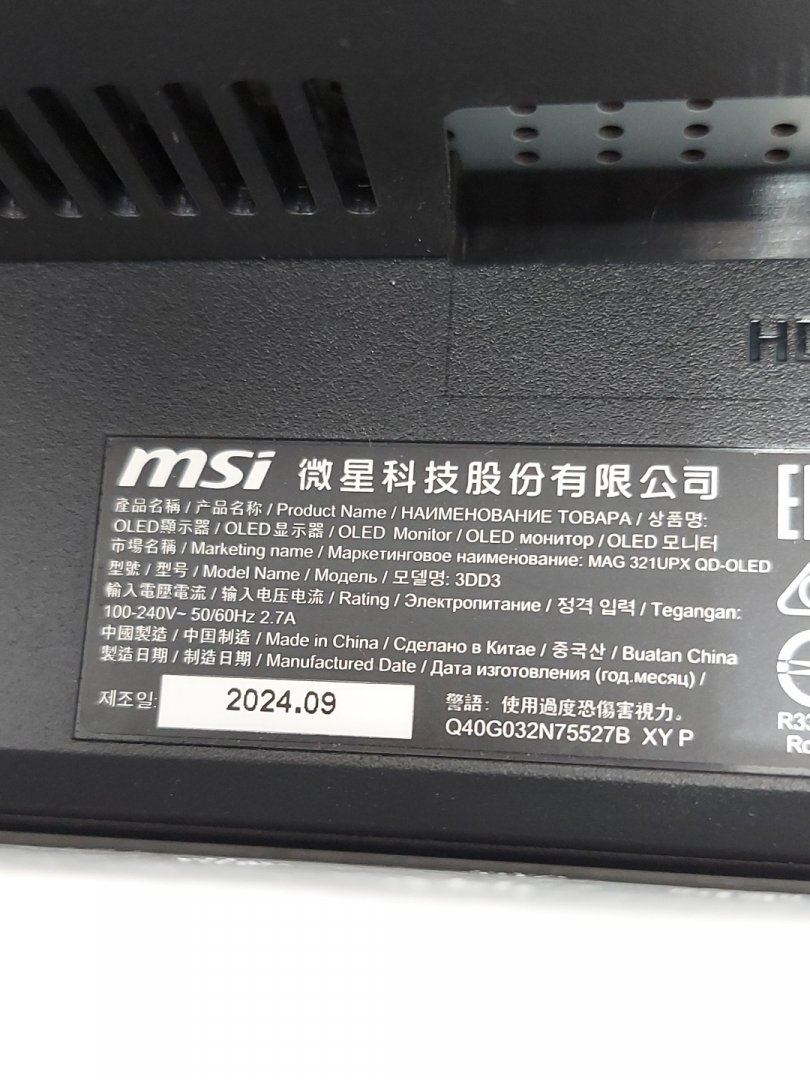 HD
msi 微星科技股份有限公司
產品名稱 / 产品名称 / Product Name / НАИМЕНОВАНИЕ ТОВАРА / 상품명:
OLED顯示器 / OLED显示器 / OLED Monitor / OLED монитор / OLED 모니터
市場名稱 / Marketing name / Маркетинговое наименование: MAG 321UPX QD-OLED
型號 / 型号 / Model Name / Модель / 모델명: 3DD3
輸入電壓電流 / 输入电压电流 / Rating / Электропитание / 정격 입력 / Tegangan:
100-240V~ 50/60Hz 2.7A
中國製造 / 中国制造 / Made in China / Сделано в Китае / 중국산 / Buatan China
製造日期 / 制造日期 / Manufactured Date / Дата изготовления (год.месяц) /
제조일: 2024.09
警語: 使用過度恐傷害視力。
Q40G032N75527B XY P
R33
Ro